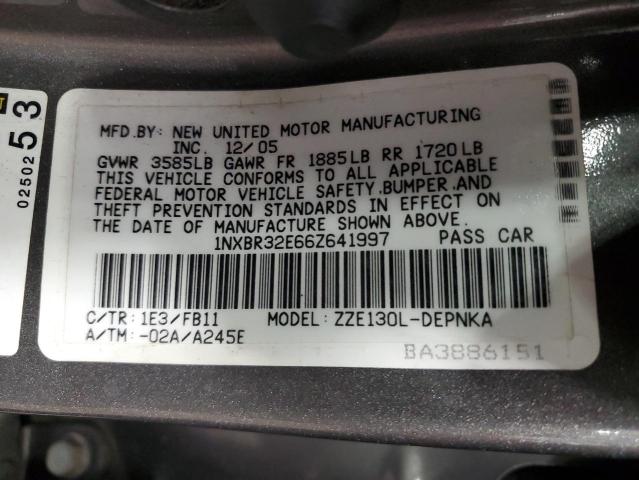 MFD.BY: NEW UNITED MOTOR MANUFACTURING
INC. 12/05
GVWR 3585LB GAWR FR 1885LB RR 1720LB
THIS VEHICLE CONFORMS TO ALL APPLICABLE
FEDERAL MOTOR VEHICLE SAFETY.BUMPER.AND
THEFT PREVENTION STANDARDS IN EFFECT ON
THE DATE OF MANUFACTURE SHOWN ABOVE.
1NXBR32E66Z641997 PASS CAR
C/TR: 1E3/FB11 MODEL: ZZE130L-DEPNKA
A/TM: -02A/A245E
BA3886151
02502
53